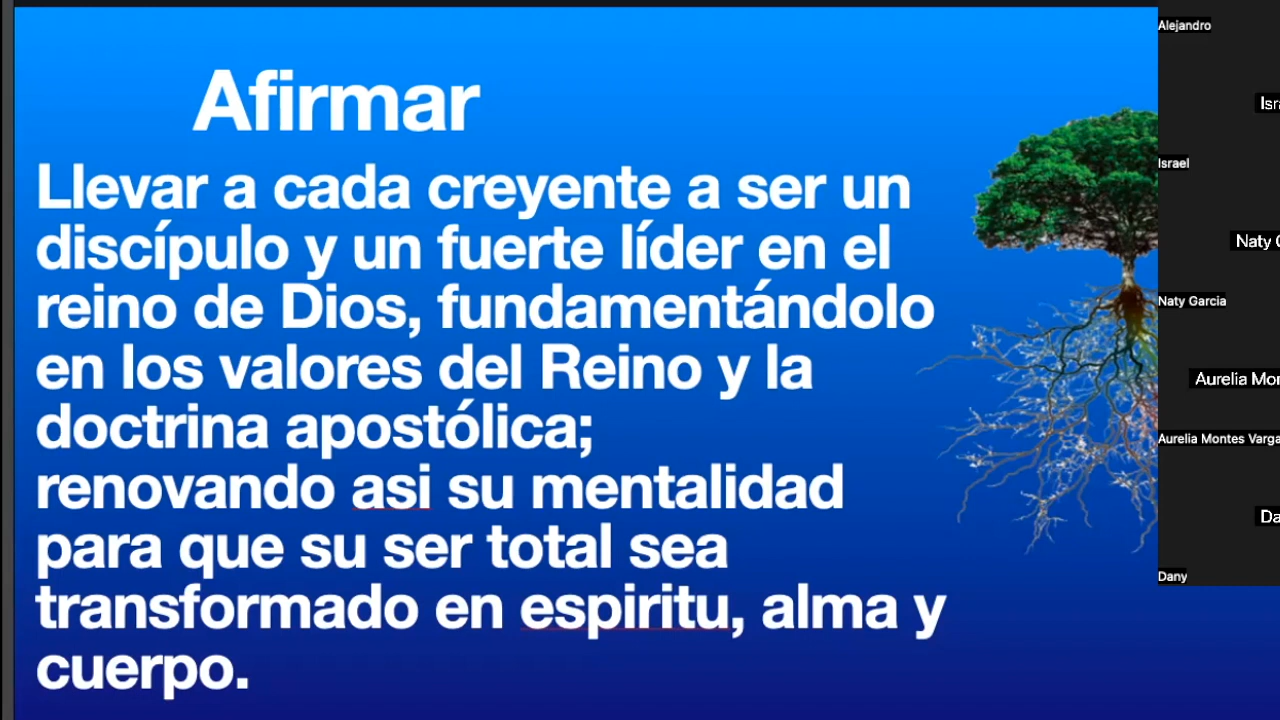 Afirmar
Llevar a cada creyente a ser un
discípulo y un fuerte líder en el
reino de Dios, fundamentándolo
en los valores del Reino y la
doctrina apostólica;
renovando asi su mentalidad
para que su ser total sea
transformado en espiritu, alma y
cuerpo.
Alejandro
Israel
Naty
Naty Garcia
Aurelia
Aurelia Montes
Dany